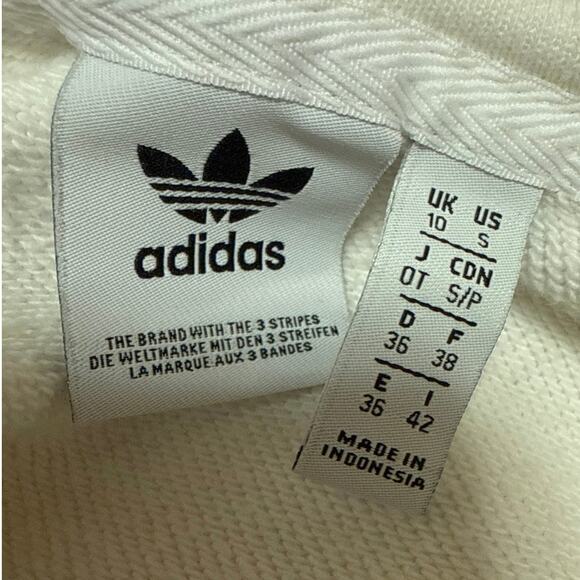 adidas
THE BRAND WITH THE 3 STRIPES
DIE WELTMARKE MIT DEN 3 STREIFEN
LA MARQUE AUX 3 BANDES
UK US
10 S
J CDN
OT S/P
D F
36 38
E I
36 42
MADE IN
INDONESIA